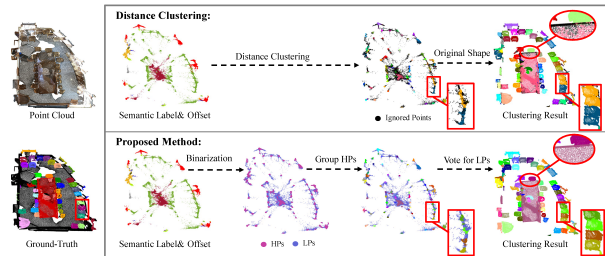 Distance Clustering:
Distance Clustering
Original Shape
Point Cloud
Semantic Label& Offset
Ignored Points
Clustering Result
Proposed Method:
Binarization
Group HPs
Vote for LPs
Ground-Truth
Semantic Label& Offset
HPs
LPs
Clustering Result